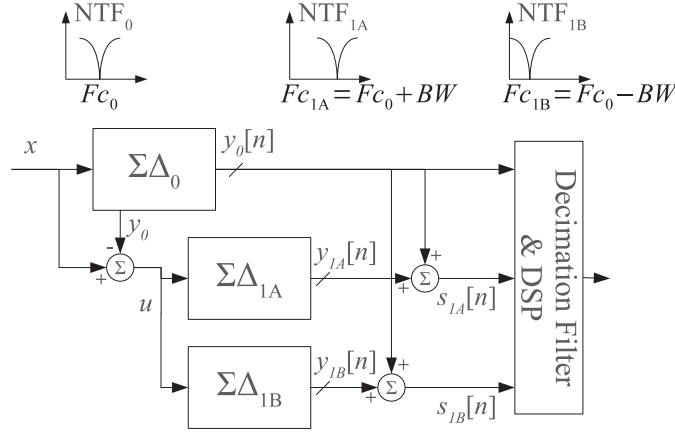 NTF₀
NTF₁A
NTF₁B
Fc₀
Fc₁A=Fc₀+BW
Fc₁B=Fc₀−BW
x
ΣΔ₀
y₀[n]
y₀
-
+
Σ
u
ΣΔ₁A
y₁A[n]
+
+
Σ
s₁A[n]
ΣΔ₁B
y₁B[n]
+
+
Σ
s₁B[n]
Decimation Filter
& DSP